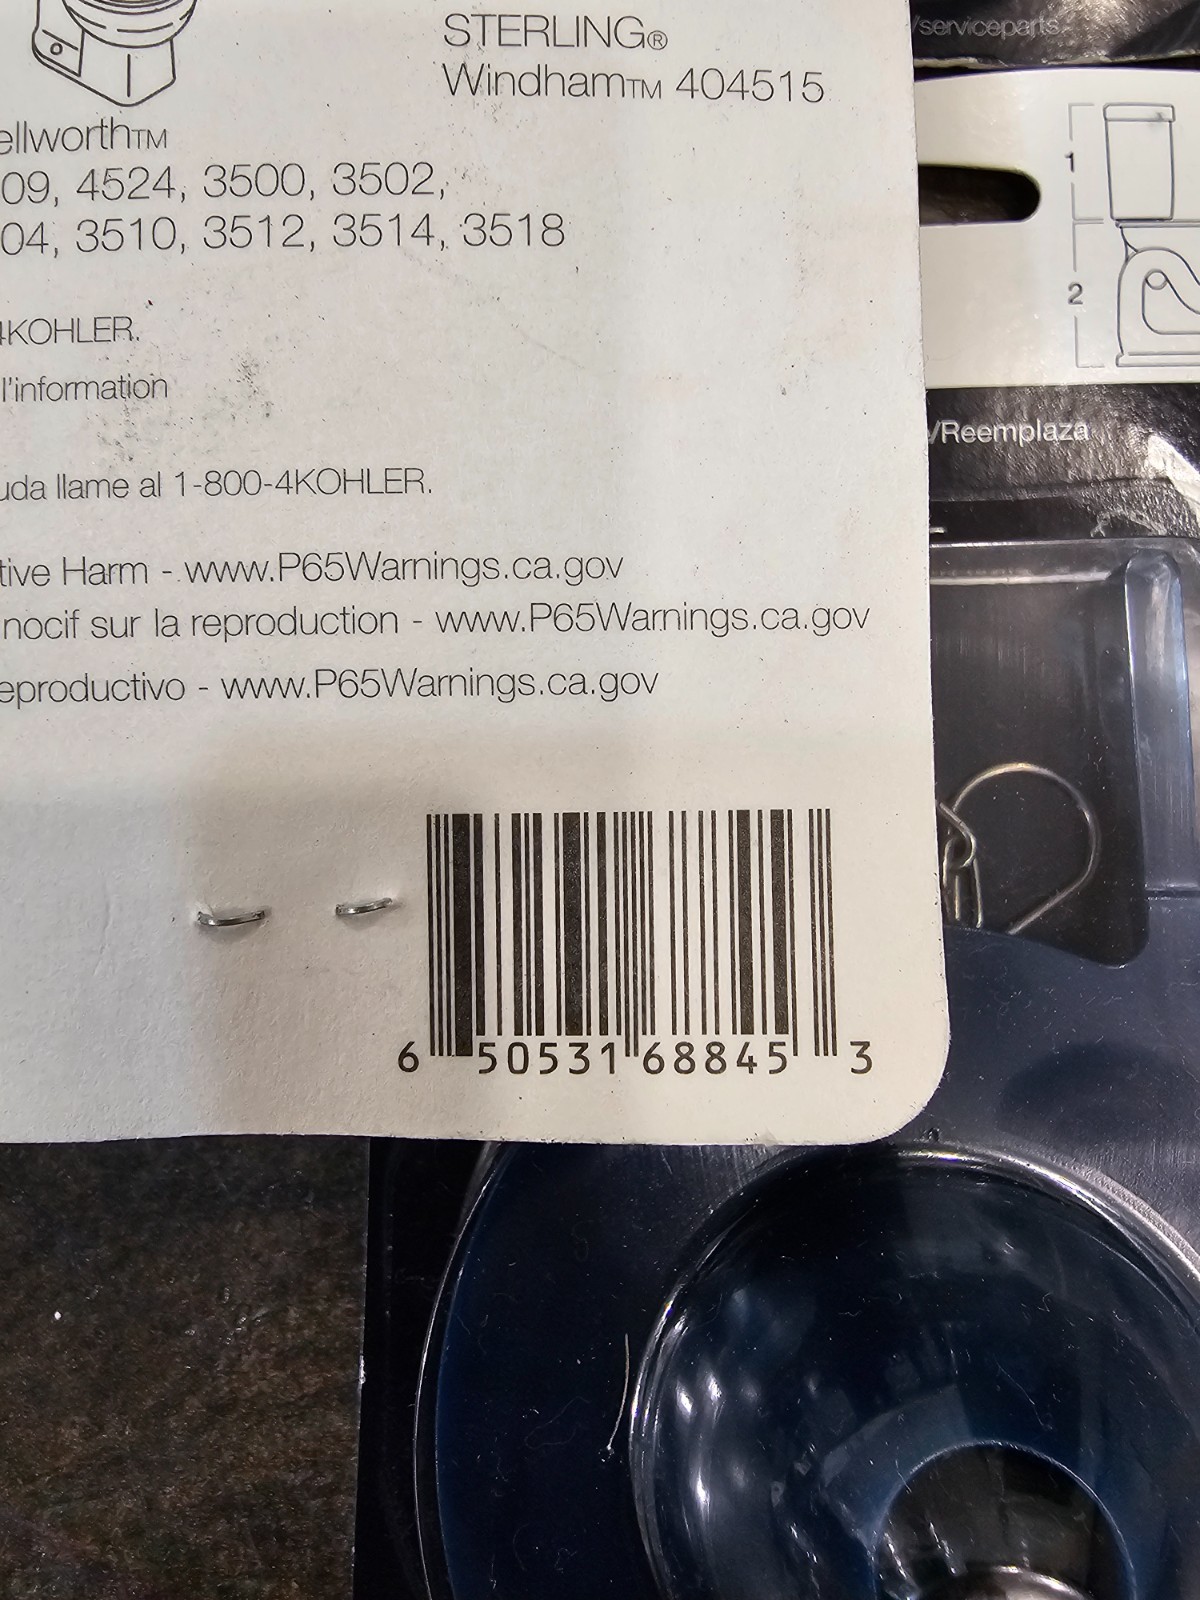 STERLING®
Windham™ 404515
ellworth™
09, 4524, 3500, 3502,
04, 3510, 3512, 3514, 3518
4KOHLER.
l'information
uda llame al 1-800-4KOHLER.
tive Harm - www.P65Warnings.ca.gov
nocif sur la reproduction - www.P65Warnings.ca.gov
eproductivo - www.P65Warnings.ca.gov
6 50531 68845 3
/serviceparts
1
2
/Reemplaza